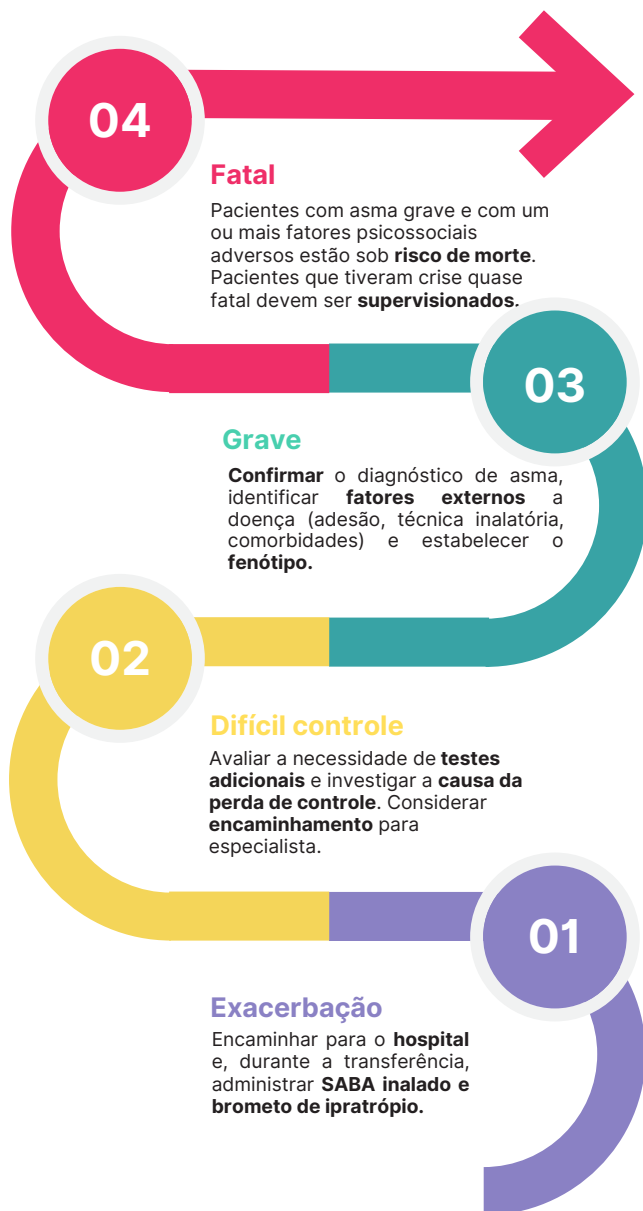 04
Fatal
Pacientes com asma grave e com um
ou mais fatores psicossociais
adversos estão sob risco de morte.
Pacientes que tiveram crise quase
fatal devem ser supervisionados.
03
Grave
Confirmar o diagnóstico de asma,
identificar fatores externos a
doença (adesão, técnica inalatória,
comorbidades) e estabelecer o
fenótipo.
02
Difícil controle
Avaliar a necessidade de testes
adicionais e investigar a causa da
perda de controle. Considerar
encaminhamento para
especialista.
01
Exacerbação
Encaminhar para o hospital
e, durante a transferência,
administrar SABA inalado e
brometo de ipratrópio.